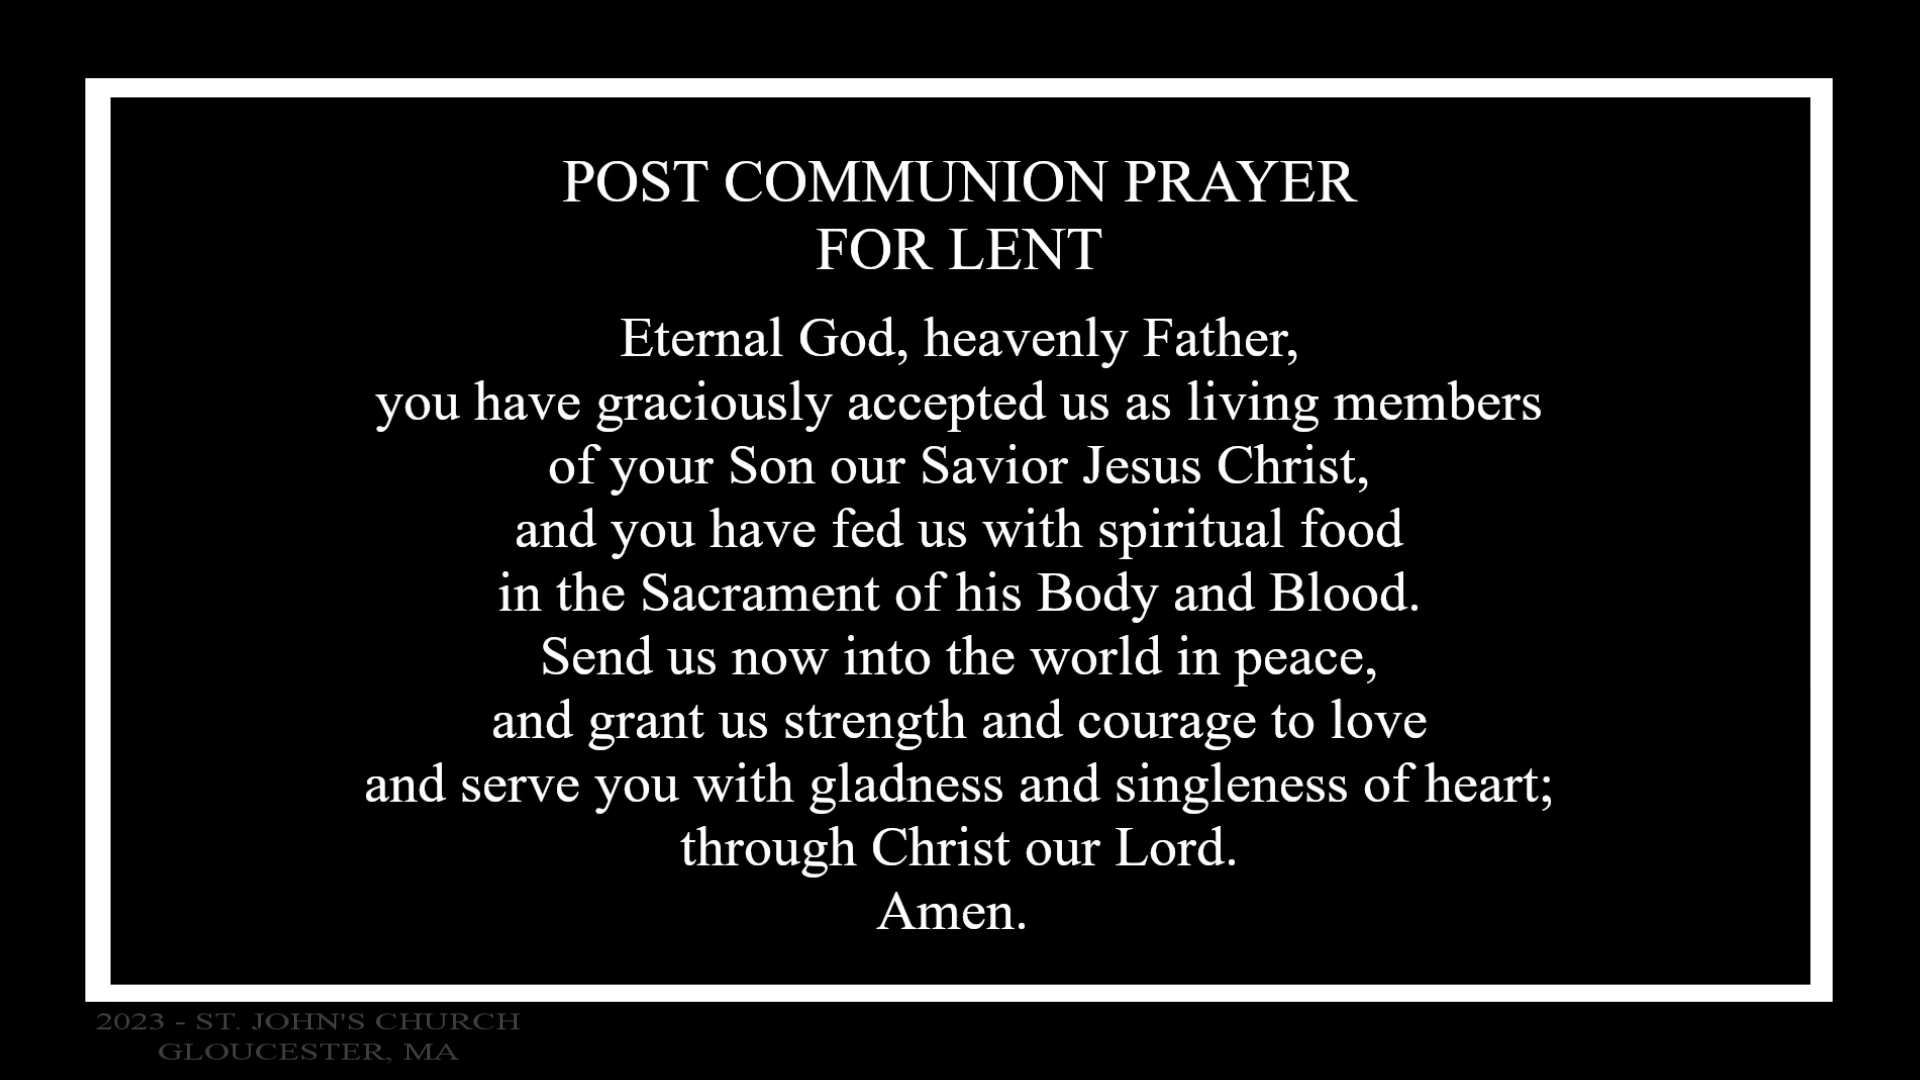 POST COMMUNION PRAYER
FOR LENT
Eternal God, heavenly Father,
you have graciously accepted us as living members
of your Son our Savior Jesus Christ,
and you have fed us with spiritual food
in the Sacrament of his Body and Blood.
Send us now into the world in peace,
and grant us strength and courage to love
and serve you with gladness and singleness of heart;
through Christ our Lord.
Amen.
2023 - ST. JOHN'S CHURCH
GLOUCESTER, MA